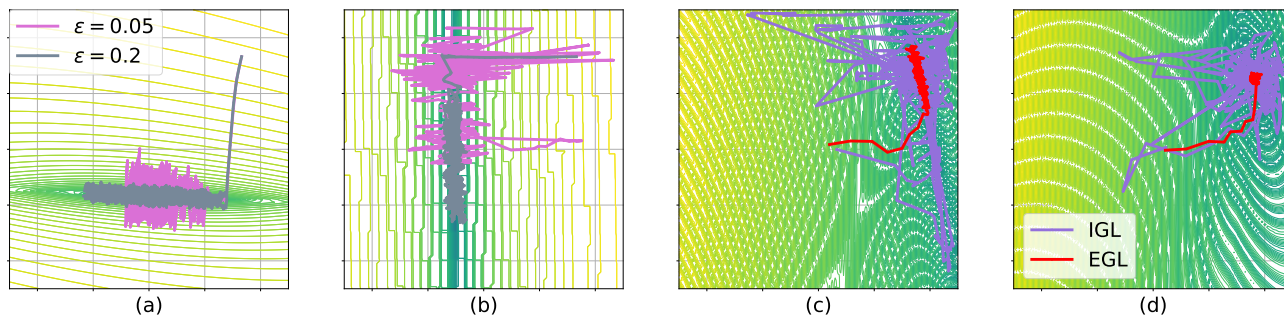 ε = 0.05
ε = 0.2
IGL
EGL
(a)
(b)
(c)
(d)